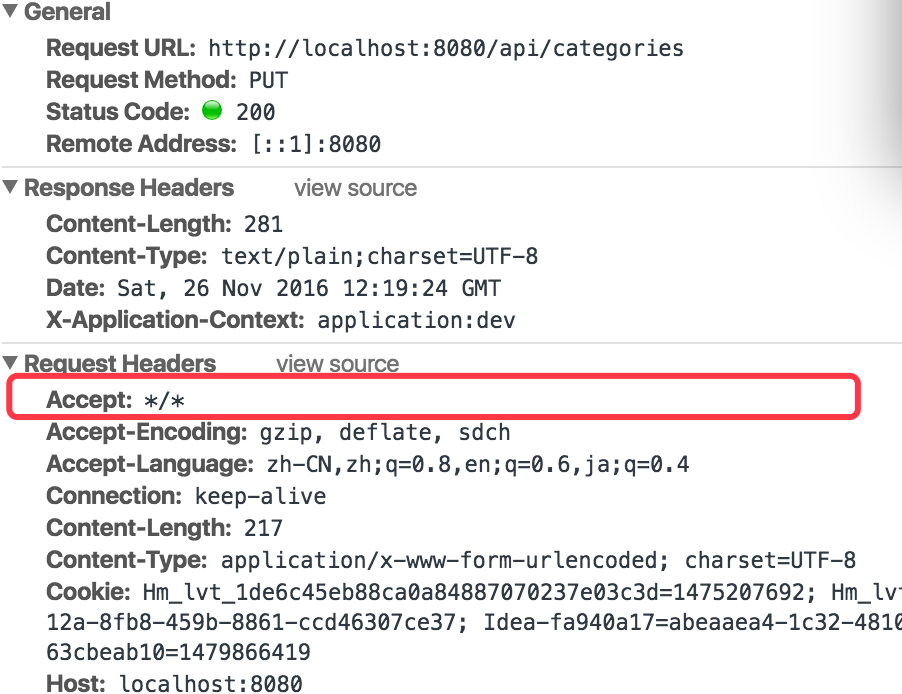 General
Request URL: http://localhost:8080/api/categories
Request Method: PUT
Status Code: 200
Remote Address: [::1]:8080
Response Headers view source
Content-Length: 281
Content-Type: text/plain;charset=UTF-8
Date: Sat, 26 Nov 2016 12:19:24 GMT
X-Application-Context: application:dev
Request Headers view source
Accept: */*
Accept-Encoding: gzip, deflate, sdch
Accept-Language: zh-CN,zh;q=0.8,en;q=0.6,ja;q=0.4
Connection: keep-alive
Content-Length: 217
Content-Type: application/x-www-form-urlencoded; charset=UTF-8
Cookie: Hm_lvt_1de6c45eb88ca0a84887070237e03c3d=1475207692; Hm_lv
12a-8fb8-459b-8861-ccd46307ce37; Idea-fa940a17=abeaaea4-1c32-4810
63cbeab10=1479866419
Host: localhost:8080